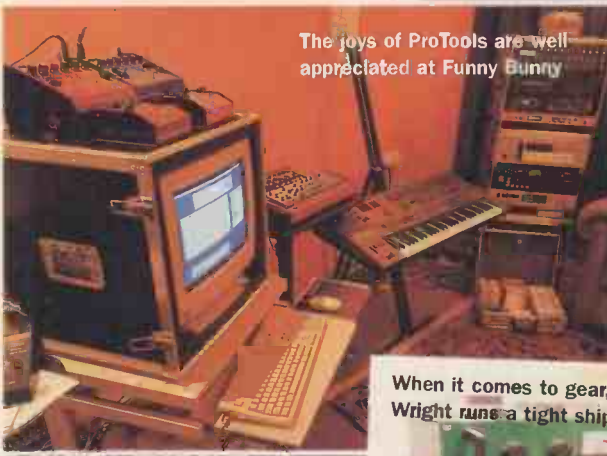 The joys of ProTools are well
appreciated at Funny Bunny
When it comes to gear,
Wright runs a tight ship